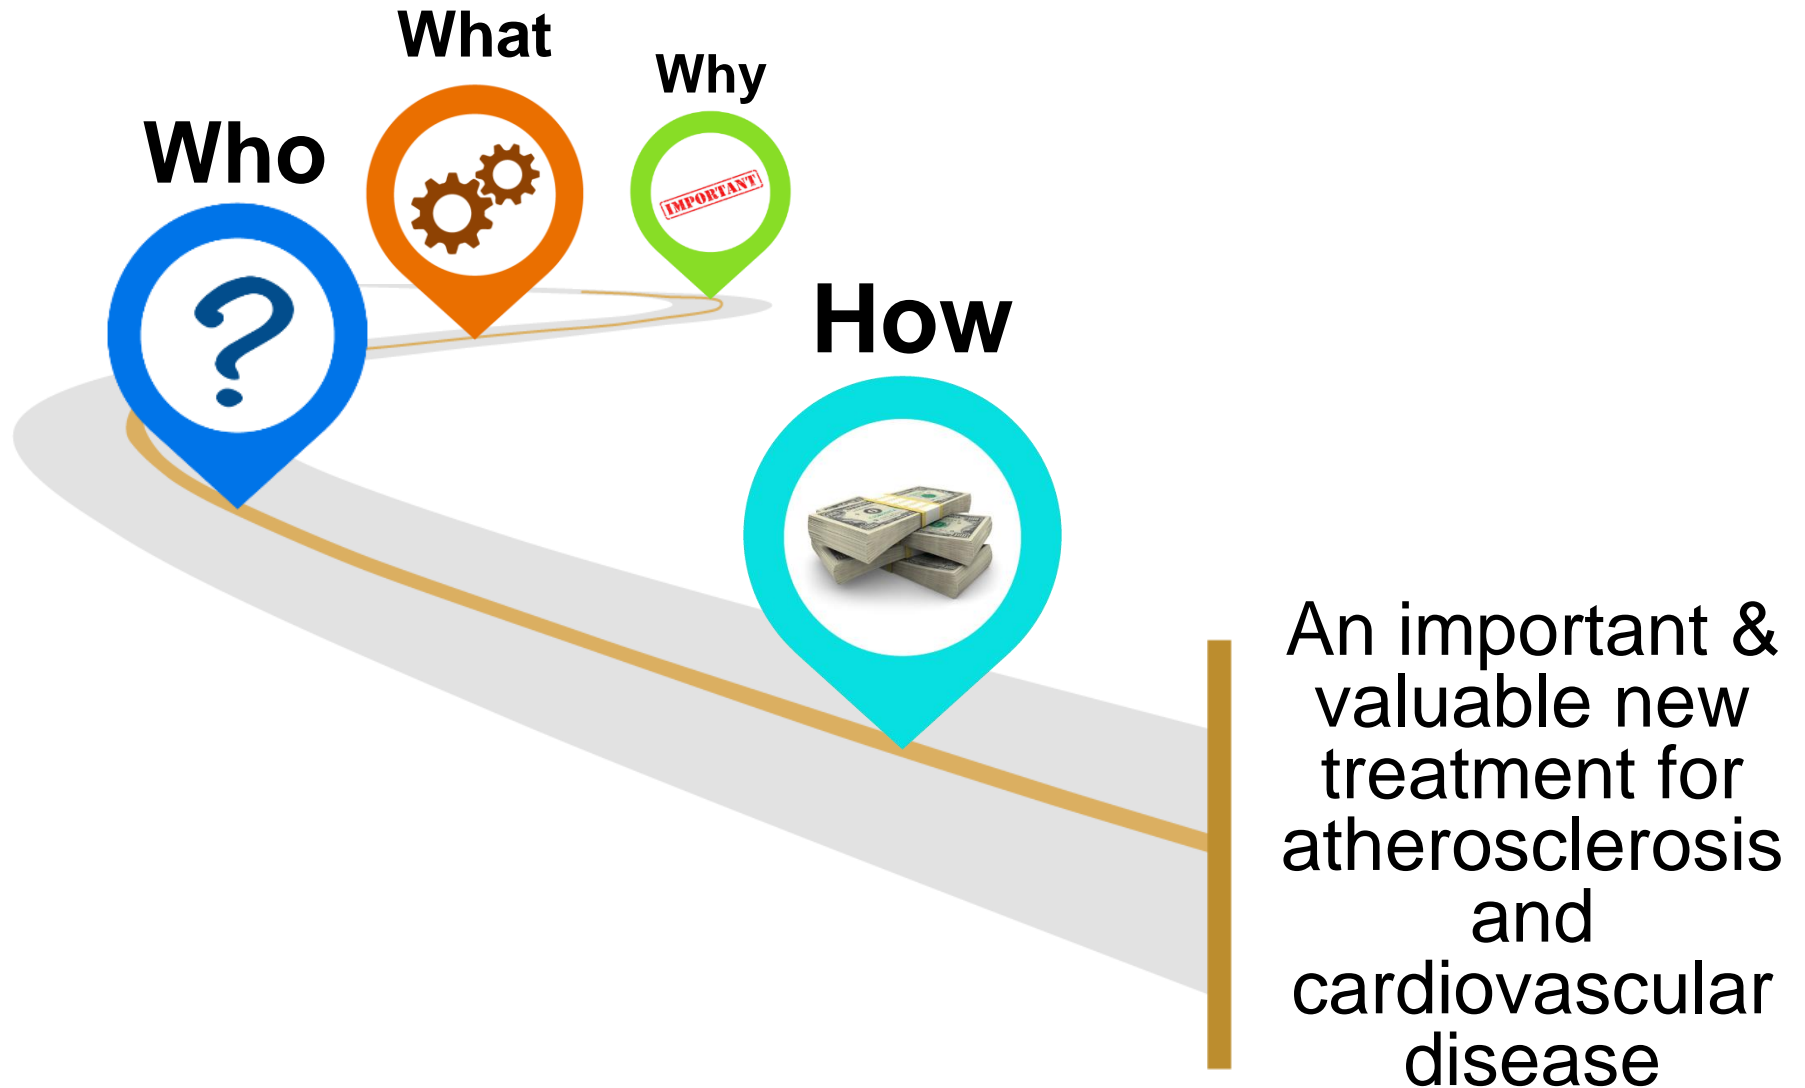 What
Why
Who
IMPORTANT
How
An important &
valuable new
treatment for
atherosclerosis
and
cardiovascular
disease